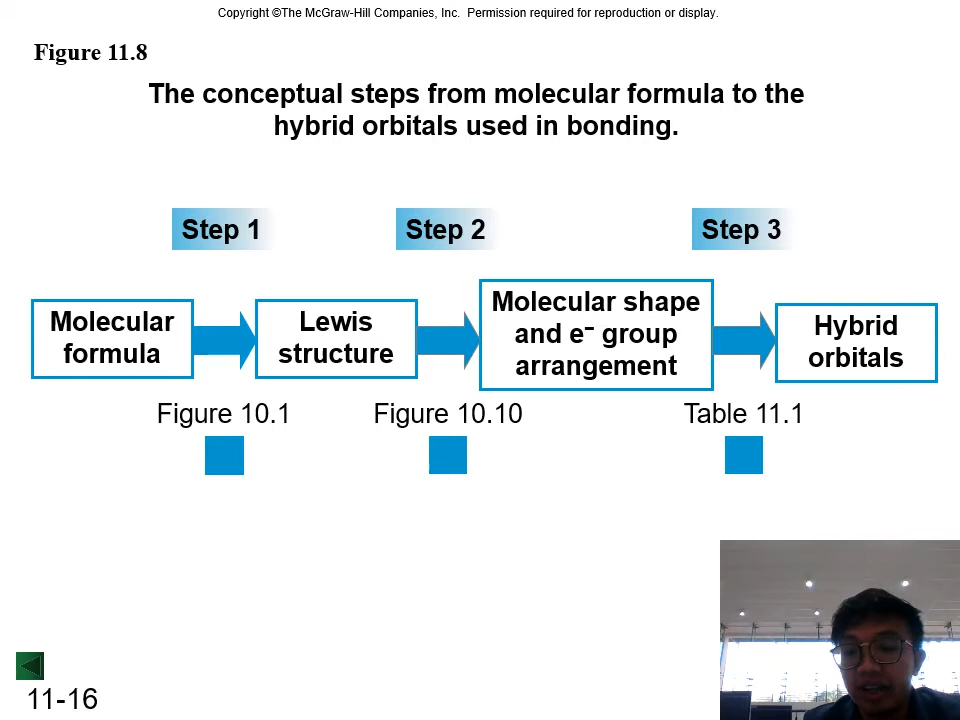 Copyright ©The McGraw-Hill Companies, Inc.  Permission required for reproduction or display.
Figure 11.8
The conceptual steps from molecular formula to the
hybrid orbitals used in bonding.
Step 1
Step 2
Step 3
Molecular
formula
Lewis
structure
Molecular shape
and e⁻ group
arrangement
Hybrid
orbitals
Figure 10.1
Figure 10.10
Table 11.1
11-16